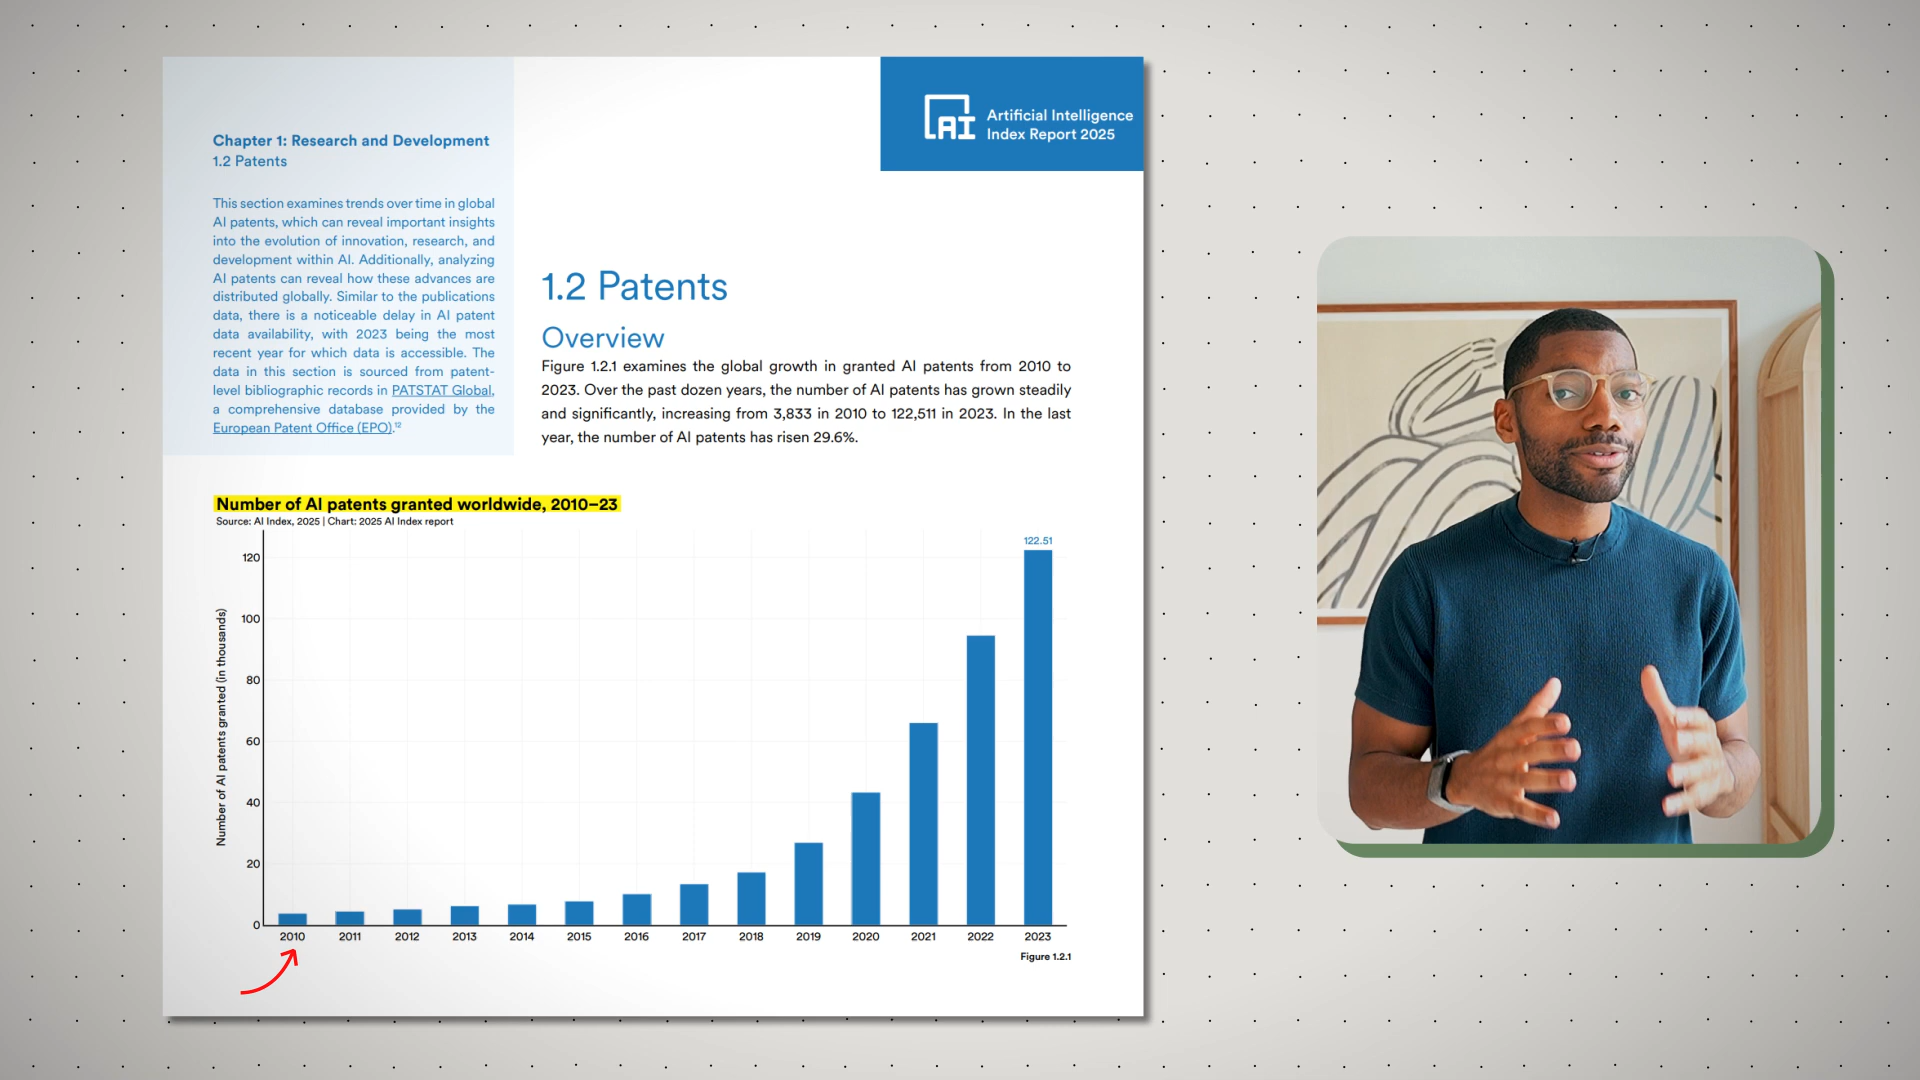 Chapter 1: Research and Development
1.2 Patents
This section examines trends over time in global
AI patents, which can reveal important insights
into the evolution of innovation, research, and
development within AI. Additionally, analyzing
AI patents can reveal how these advances are
distributed globally. Similar to the publications
data, there is a noticeable delay in AI patent
data availability, with 2023 being the most
recent year for which data is accessible. The
data in this section is sourced from patent-
level bibliographic records in PATSTAT Global,
a comprehensive database provided by the
European Patent Office (EPO).¹²
AI
Artificial Intelligence
Index Report 2025
1.2 Patents
Overview
Figure 1.2.1 examines the global growth in granted AI patents from 2010 to
2023. Over the past dozen years, the number of AI patents has grown steadily
and significantly, increasing from 3,833 in 2010 to 122,511 in 2023. In the last
year, the number of AI patents has risen 29.6%.
Number of AI patents granted worldwide, 2010–23
Source: AI Index, 2025 | Chart: 2025 AI Index report
Number of AI patents granted (in thousands)
120
100
80
60
40
20
0
122.51
2010 2011 2012 2013 2014 2015 2016 2017 2018 2019 2020 2021 2022 2023
Figure 1.2.1